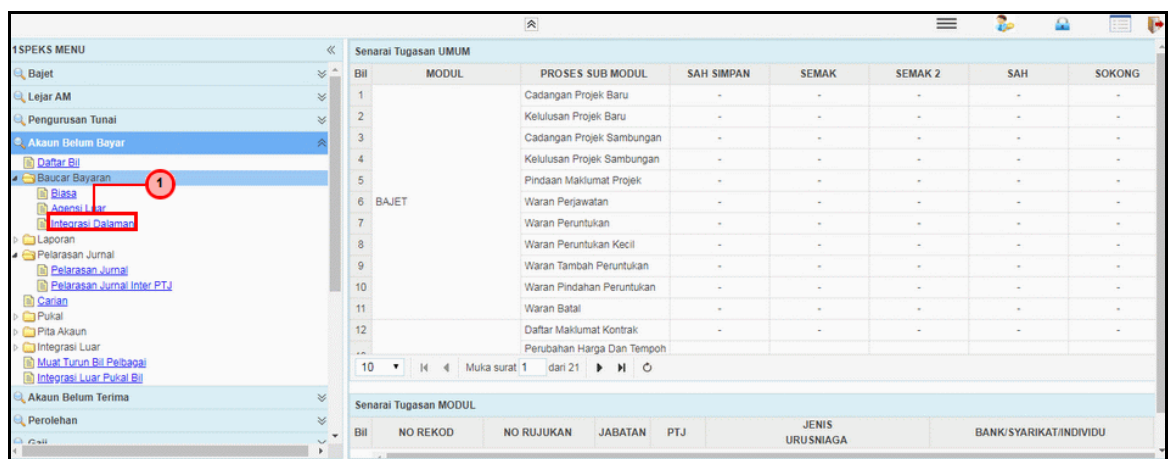 1SPEKS MENU
Bajet
Lejar AM
Pengurusan Tunai
Akaun Belum Bayar
Daftar Bil
Baucar Bayaran
Biasa
1
Agensi Luar
Integrasi Dalaman
Laporan
Pelarasan Jurnal
Pelarasan Jurnal
Pelarasan Jurnal Inter PTJ
Carian
Pukal
Pita Akaun
Integrasi Luar
Muat Turun Bil Pelbagai
Integrasi Luar Pukal Bil
Akaun Belum Terima
Perolehan
Gaji
Senarai Tugasan UMUM
Bil MODUL PROSES SUB MODUL SAH SIMPAN SEMAK SEMAK 2 SAH SOKONG
1 Cadangan Projek Baru - - - - -
2 Kelulusan Projek Baru - - - - -
3 Cadangan Projek Sambungan - - - - -
4 Kelulusan Projek Sambungan - - - - -
5 Pindaan Maklumat Projek - - - - -
6 BAJET Waran Perjawatan - - - - -
7 Waran Peruntukan - - - - -
8 Waran Peruntukan Kecil - - - - -
9 Waran Tambah Peruntukan - - - - -
10 Waran Pindahan Peruntukan - - - - -
11 Waran Batal - - - - -
12 Daftar Maklumat Kontrak - - - - -
Perubahan Harga Dan Tempoh
10 Muka surat 1 dari 21
Senarai Tugasan MODUL
Bil NO REKOD NO RUJUKAN JABATAN PTJ JENIS URUSNIAGA BANK/SYARIKAT/INDIVIDU